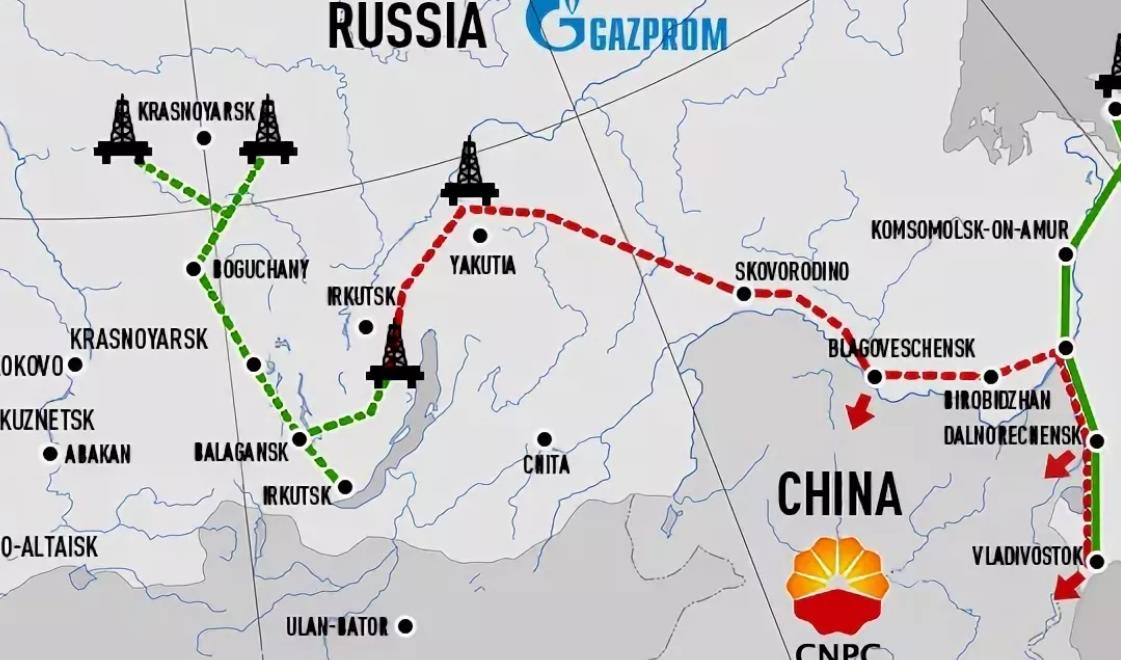 RUSSIA
GAZPROM
KRASNOYARSK
KOMSOMOLSK-ON-AMUR
BOGUCHANY
YAKUTIA
SKOVORODINO
IRKUTSK
KRASNOYARSK
OKOVO
BLAGOVESCHENSK
BIROBIDZHAN
KUZNETSK
DALNORECHENSK
ABAKAN
BALAGANSK
CHITA
IRKUTSK
CHINA
O-ALTAISK
VLADIVOSTOK
ULAN-BATOR
CNPC